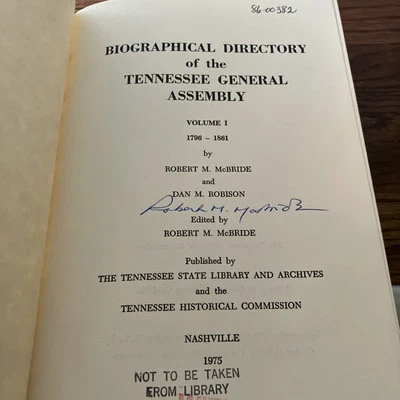 86-00382
BIOGRAPHICAL DIRECTORY
of the
TENNESSEE GENERAL
ASSEMBLY
VOLUME I
1796 - 1861
by
ROBERT M. McBRIDE
and
DAN M. ROBISON
Robert M. McBride
Edited by
ROBERT M. McBRIDE
Published by
THE TENNESSEE STATE LIBRARY AND ARCHIVES
and the
TENNESSEE HISTORICAL COMMISSION
NASHVILLE
1975
NOT TO BE TAKEN
FROM LIBRARY